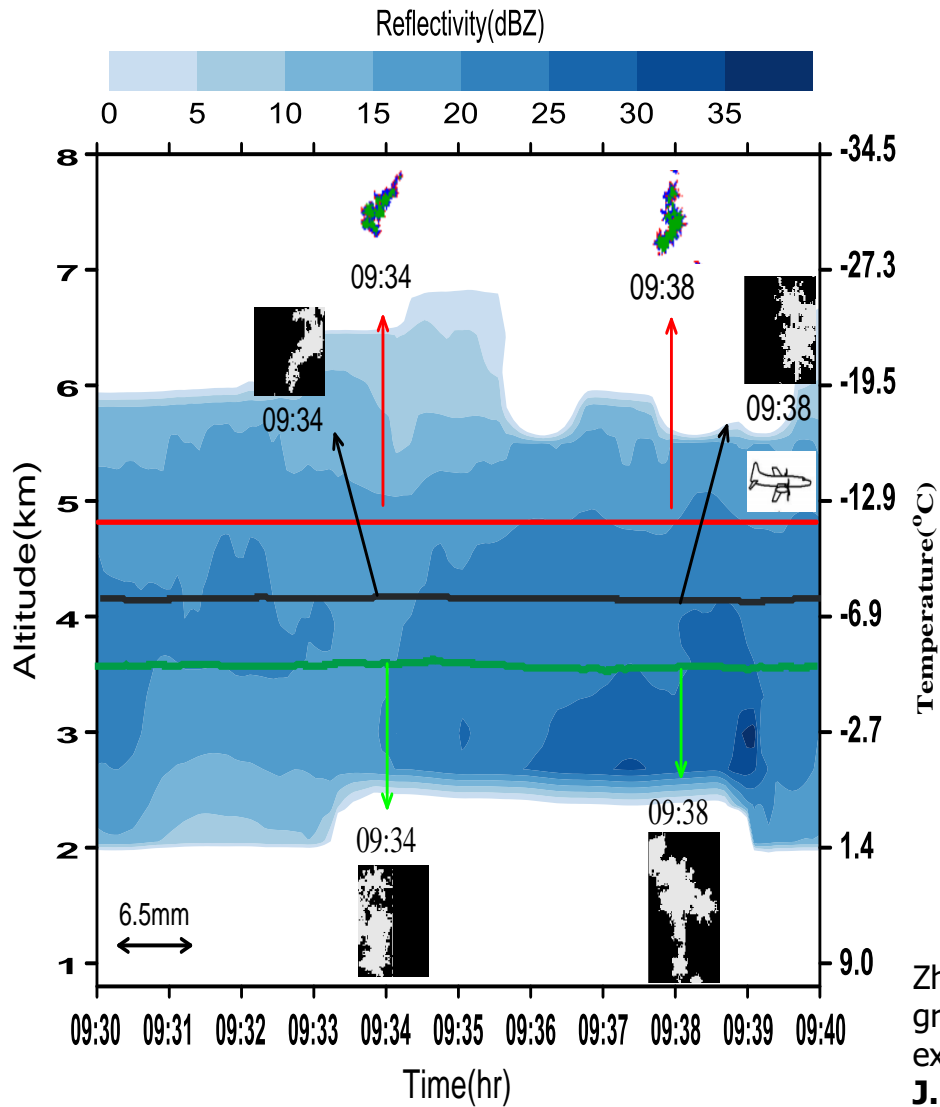 Reflectivity(dBZ)
0 5 10 15 20 25 30 35
8 -34.5
7 -27.3
09:34 09:38
6 -19.5
09:34 09:38
5 -12.9
4 -6.9
3 -2.7
09:38
09:34
2 1.4
6.5mm
1 9.0
Altitude(km)
Temperature(°C)
09:30 09:31 09:32 09:33 09:34 09:35 09:36 09:37 09:38 09:39 09:40
Time(hr)
Zh
gr
ex
J.